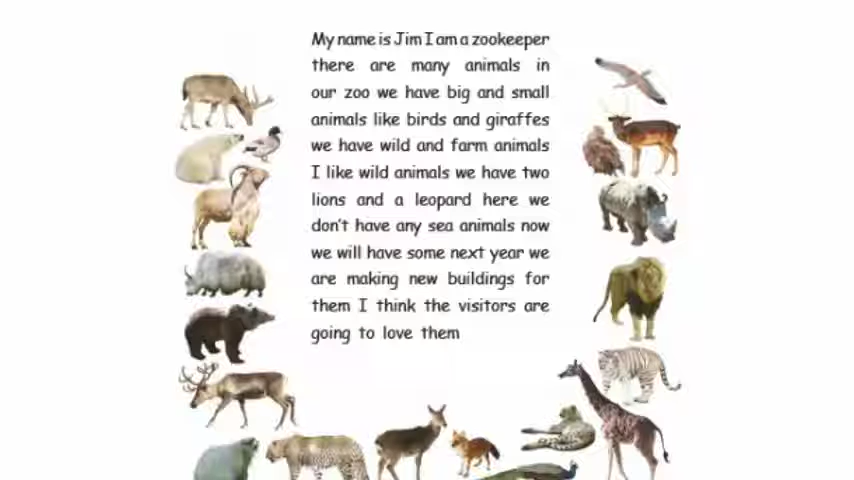 My name is Jim I am a zookeeper
there are many animals in
our zoo we have big and small
animals like birds and giraffes
we have wild and farm animals
I like wild animals we have two
lions and a leopard here we
don't have any sea animals now
we will have some next year we
are making new buildings for
them I think the visitors are
going to love them